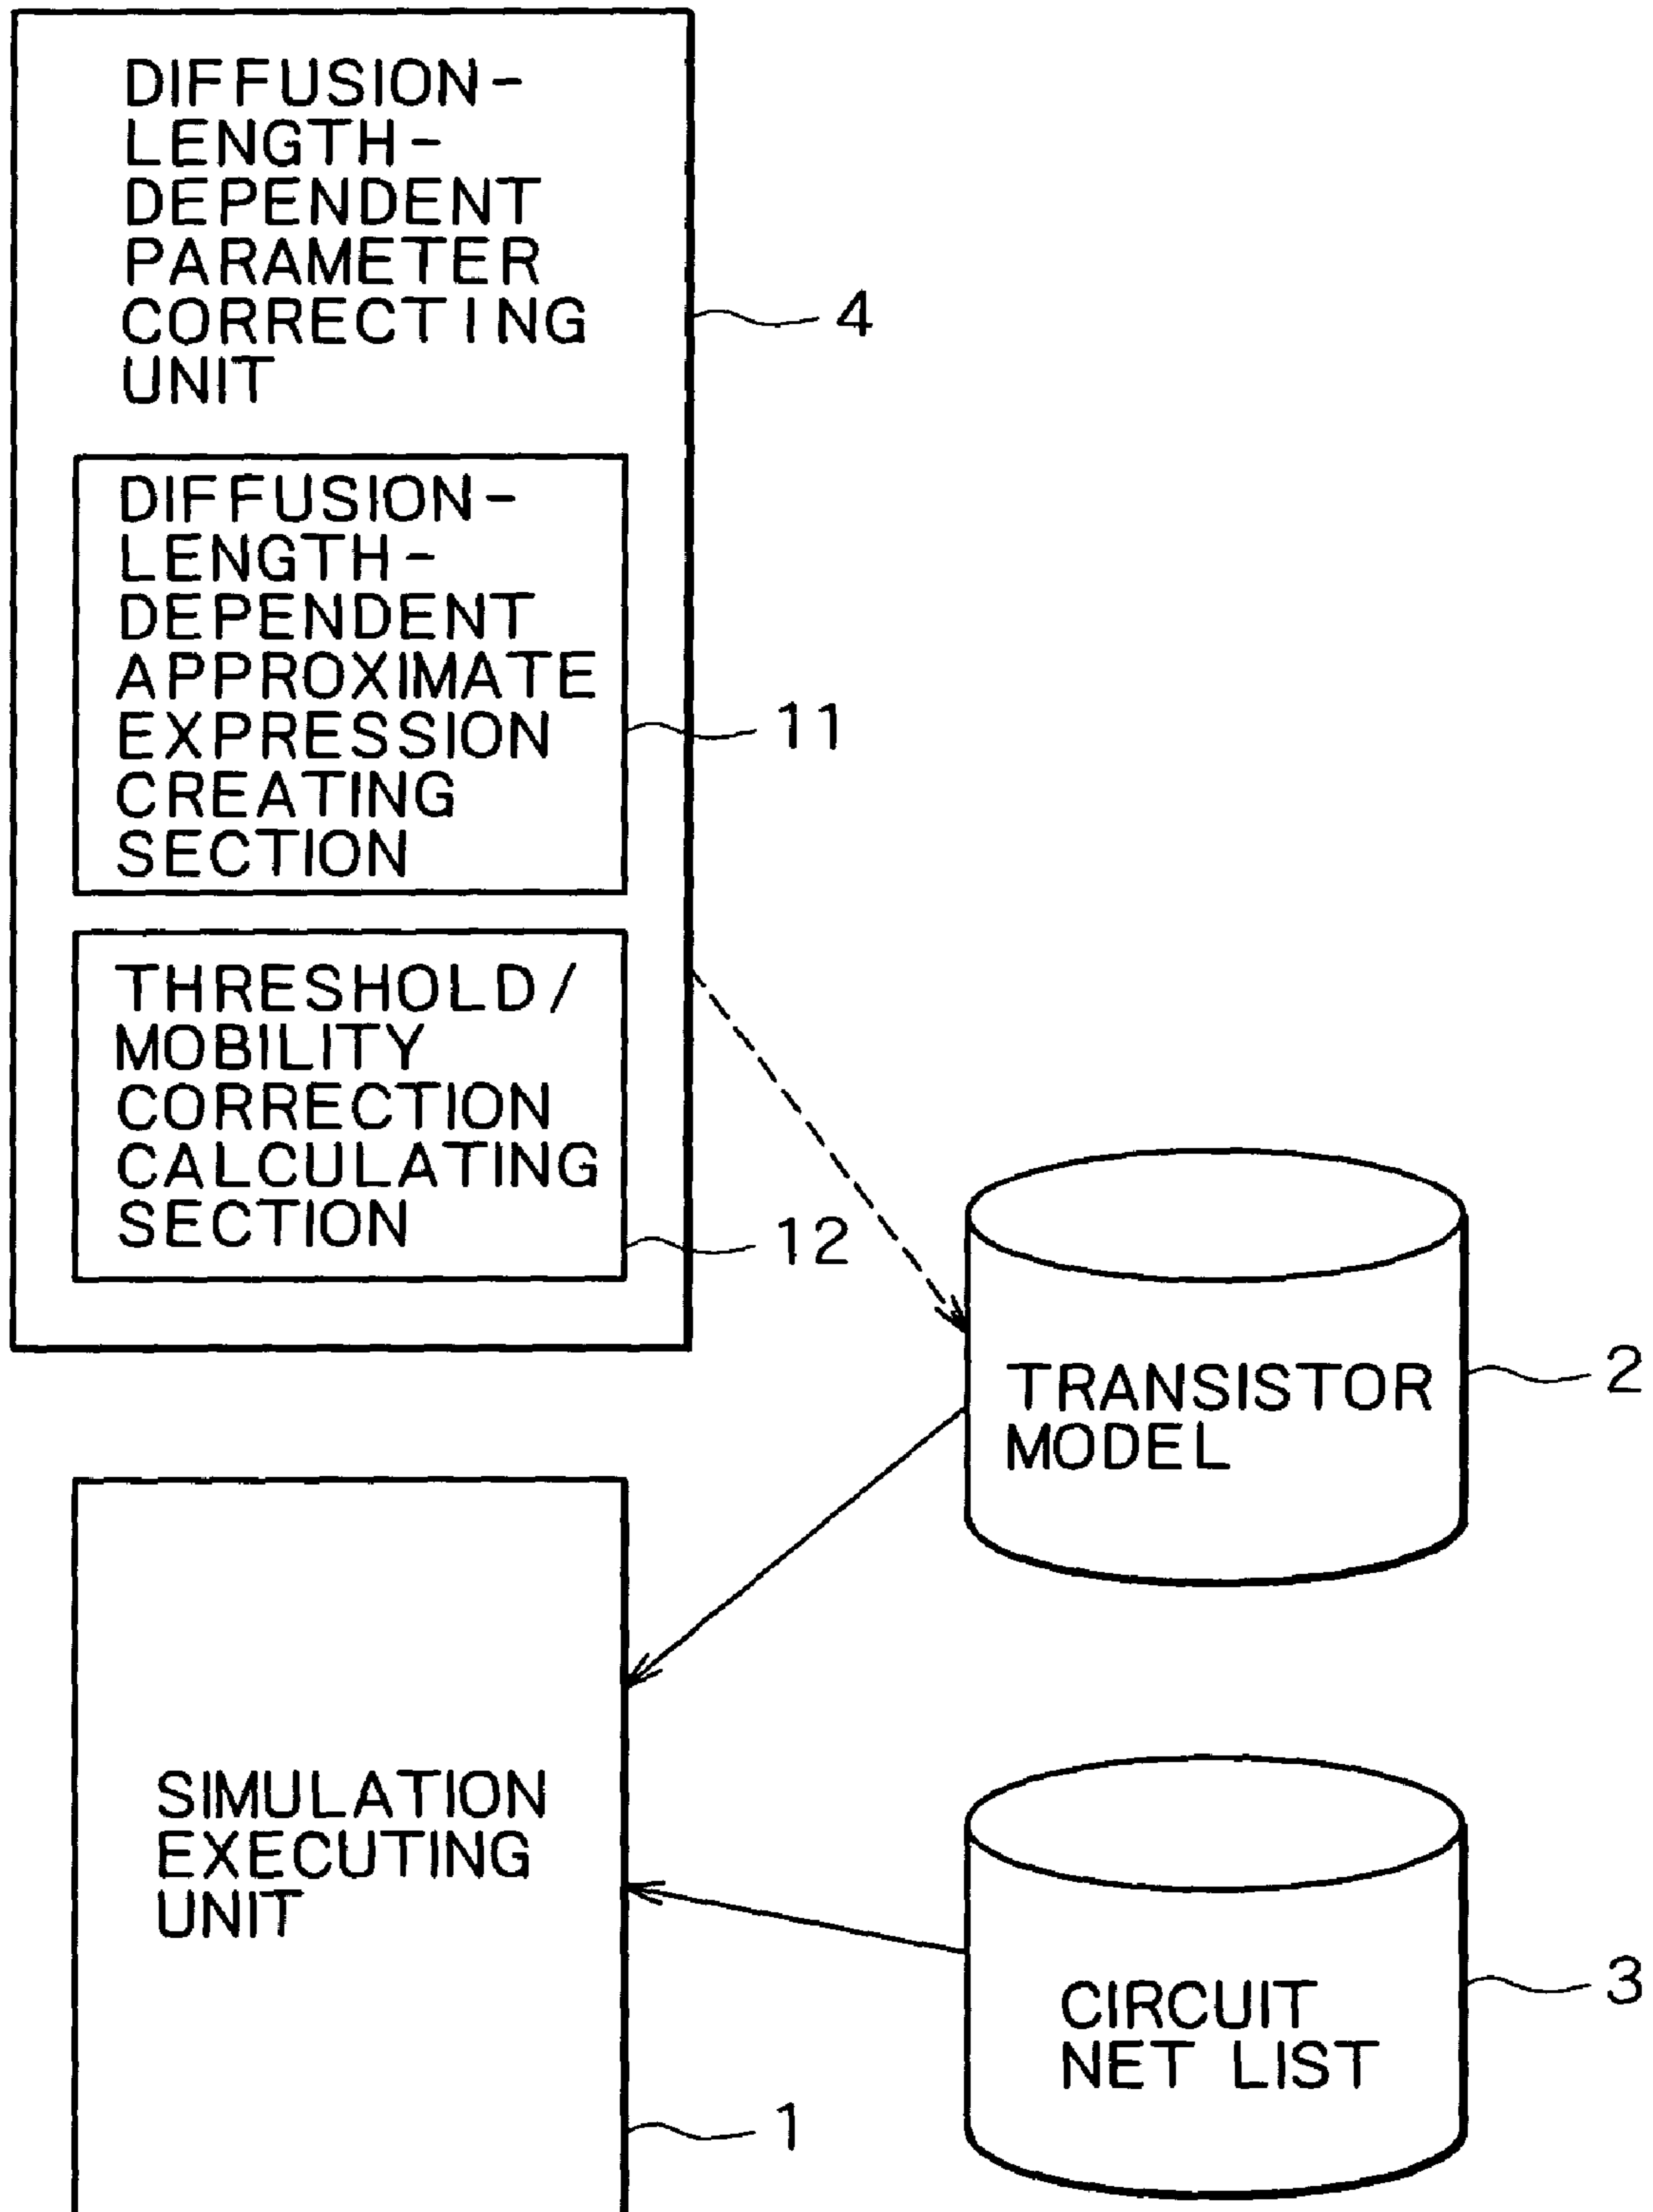 DIFFUSION-
LENGTH-
DEPENDENT
PARAMETER
CORRECTING
UNIT
4
DIFFUSION-
LENGTH-
DEPENDENT
APPROXIMATE
EXPRESSION
CREATING
SECTION
11
THRESHOLD/
MOBILITY
CORRECTION
CALCULATING
SECTION
12
TRANSISTOR
MODEL
2
SIMULATION
EXECUTING
UNIT
1
CIRCUIT
NET LIST
3